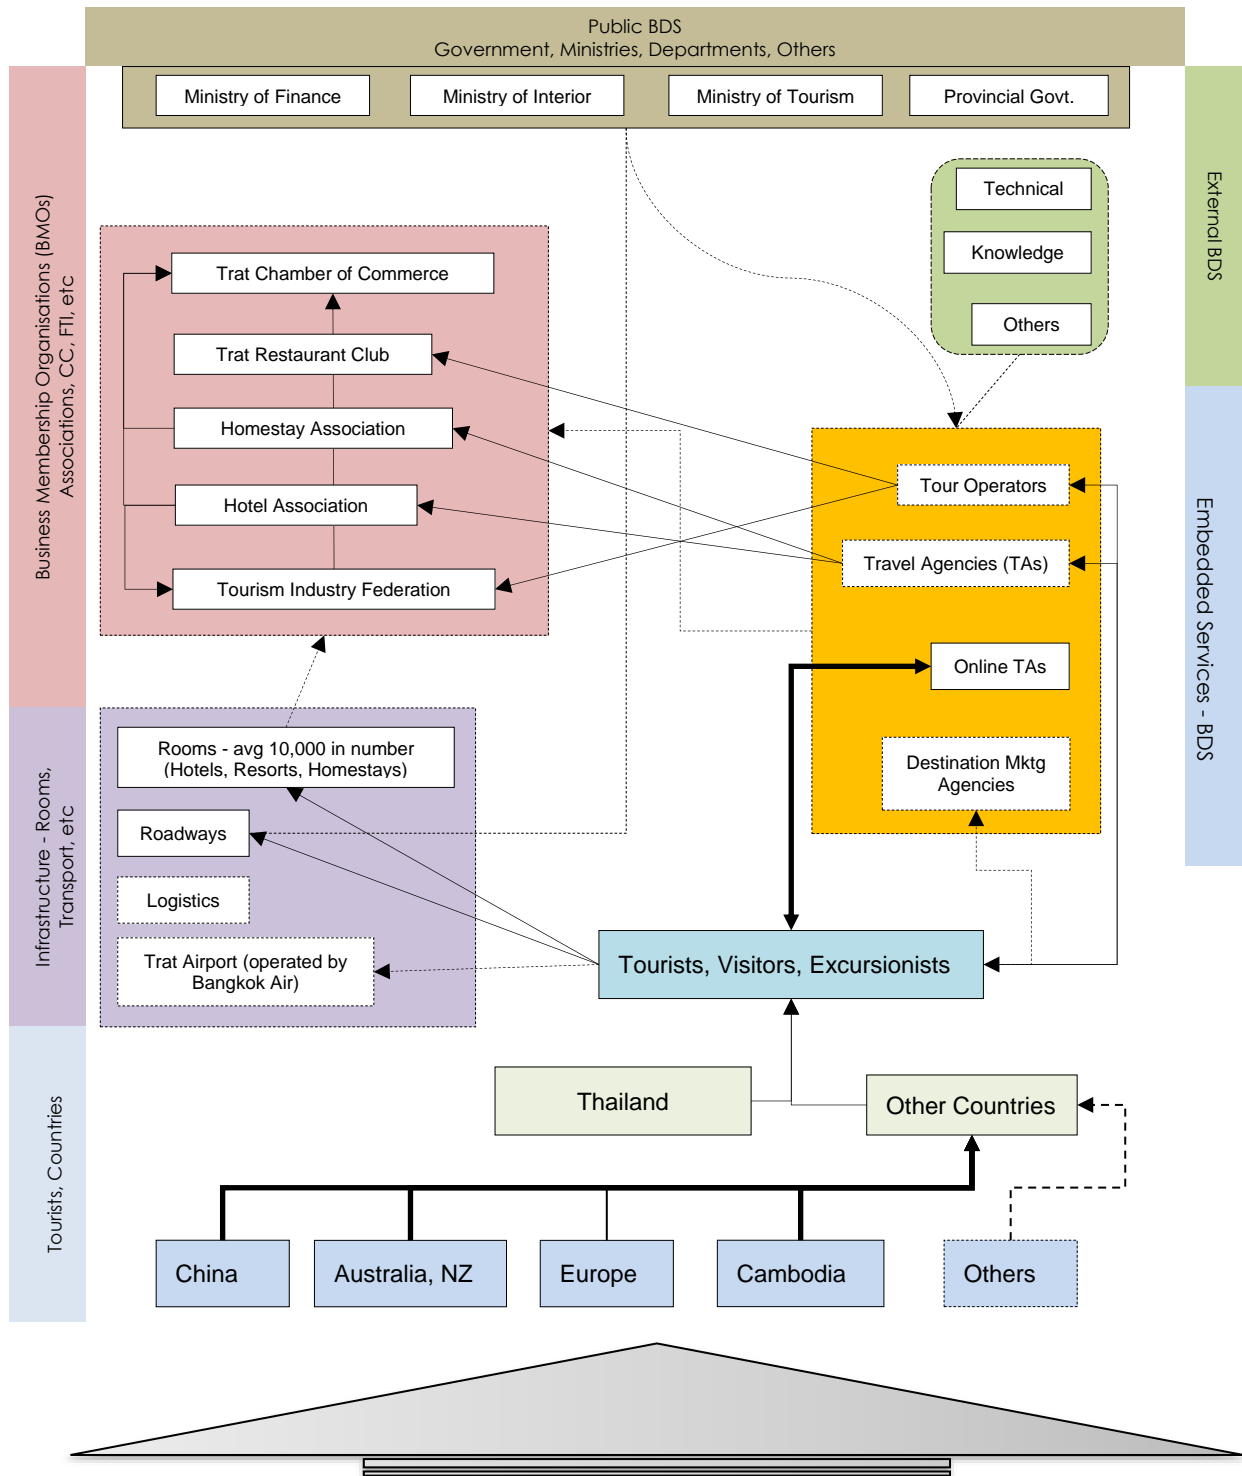 Public BDS
Government, Ministries, Departments, Others
Ministry of Finance
Ministry of Interior
Ministry of Tourism
Provincial Govt.
Business Membership Organisations (BMOs)
Associations, CC, FTI, etc
External BDS
Technical
Knowledge
Others
Trat Chamber of Commerce
Trat Restaurant Club
Homestay Association
Hotel Association
Tourism Industry Federation
Embedded Services - BDS
Tour Operators
Travel Agencies (TAs)
Online TAs
Destination Mktg
Agencies
Infrastructure - Rooms,
Transport, etc
Rooms - avg 10,000 in number
(Hotels, Resorts, Homestays)
Roadways
Logistics
Trat Airport (operated by
Bangkok Air)
Tourists, Visitors, Excursionists
Tourists, Countries
Thailand
Other Countries
China
Australia, NZ
Europe
Cambodia
Others